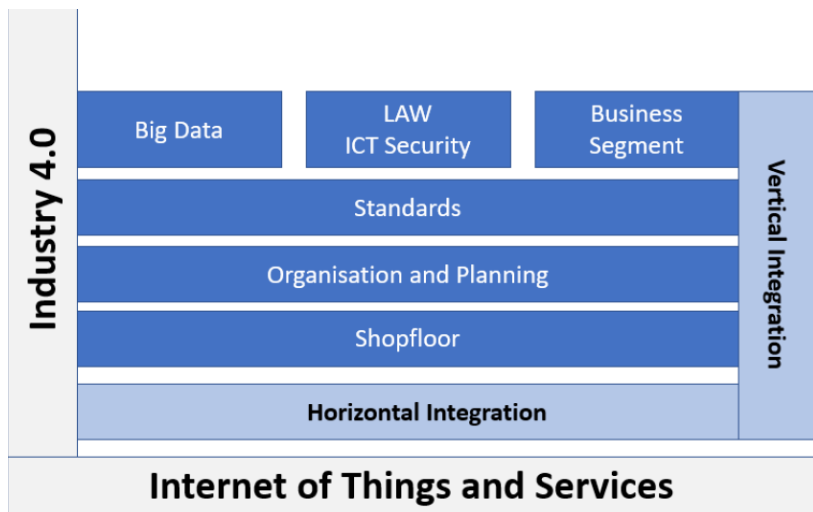 Industry 4.0
Big Data
LAW
ICT Security
Business
Segment
Standards
Organisation and Planning
Shopfloor
Horizontal Integration
Vertical Integration
Internet of Things and Services